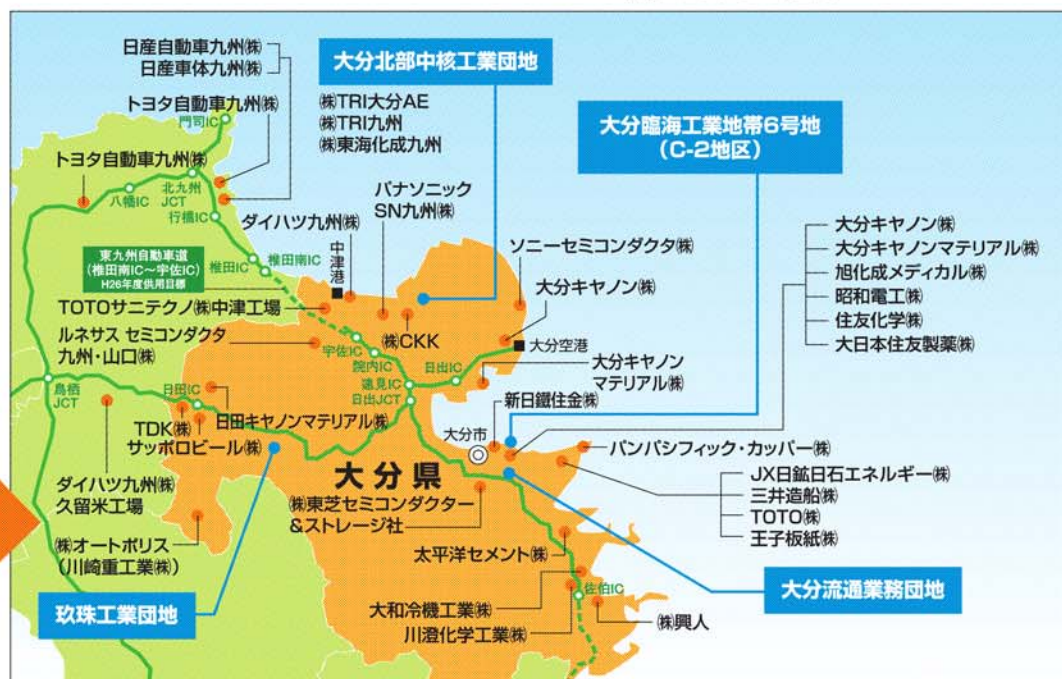 日産自動車九州㈱
日産車体九州㈱
トヨタ自動車九州㈱
門司IC
トヨタ自動車九州㈱
八幡IC
北九州
JCT
行橋IC
大分北部中核工業団地
㈱TRI大分AE
㈱TRI九州
㈱東海化成九州
大分臨海工業地帯6号地
(C-2地区)
パナソニック
SN九州㈱
ダイハツ九州㈱
中津港
東九州自動車道
(椎田南IC〜宇佐IC)
H26年度供用目標
椎田IC
椎田南IC
ソニーセミコンダクタ㈱
大分キヤノン㈱
大分キヤノン㈱
大分キヤノンマテリアル㈱
旭化成メディカル㈱
昭和電工㈱
住友化学㈱
大日本住友製薬㈱
TOTOサニテクノ㈱中津工場
ルネサス セミコンダクタ
九州・山口㈱
㈱CKK
宇佐IC
院内IC
速見IC
日出JCT
日出IC
大分空港
大分キヤノン
マテリアル㈱
鳥栖
JCT
日田IC
日田キヤノンマテリアル㈱
TDK㈱
サッポロビール㈱
新日鐵住金㈱
大分市
パンパシフィック・カッパー㈱
大分県
ダイハツ九州㈱
久留米工場
㈱東芝セミコンダクター
&ストレージ社
JX日鉱日石エネルギー㈱
三井造船㈱
TOTO㈱
王子板紙㈱
㈱オートポリス
(川崎重工業㈱)
太平洋セメント㈱
玖珠工業団地
大和冷機工業㈱
川澄化学工業㈱
佐伯IC
㈱興人
大分流通業務団地